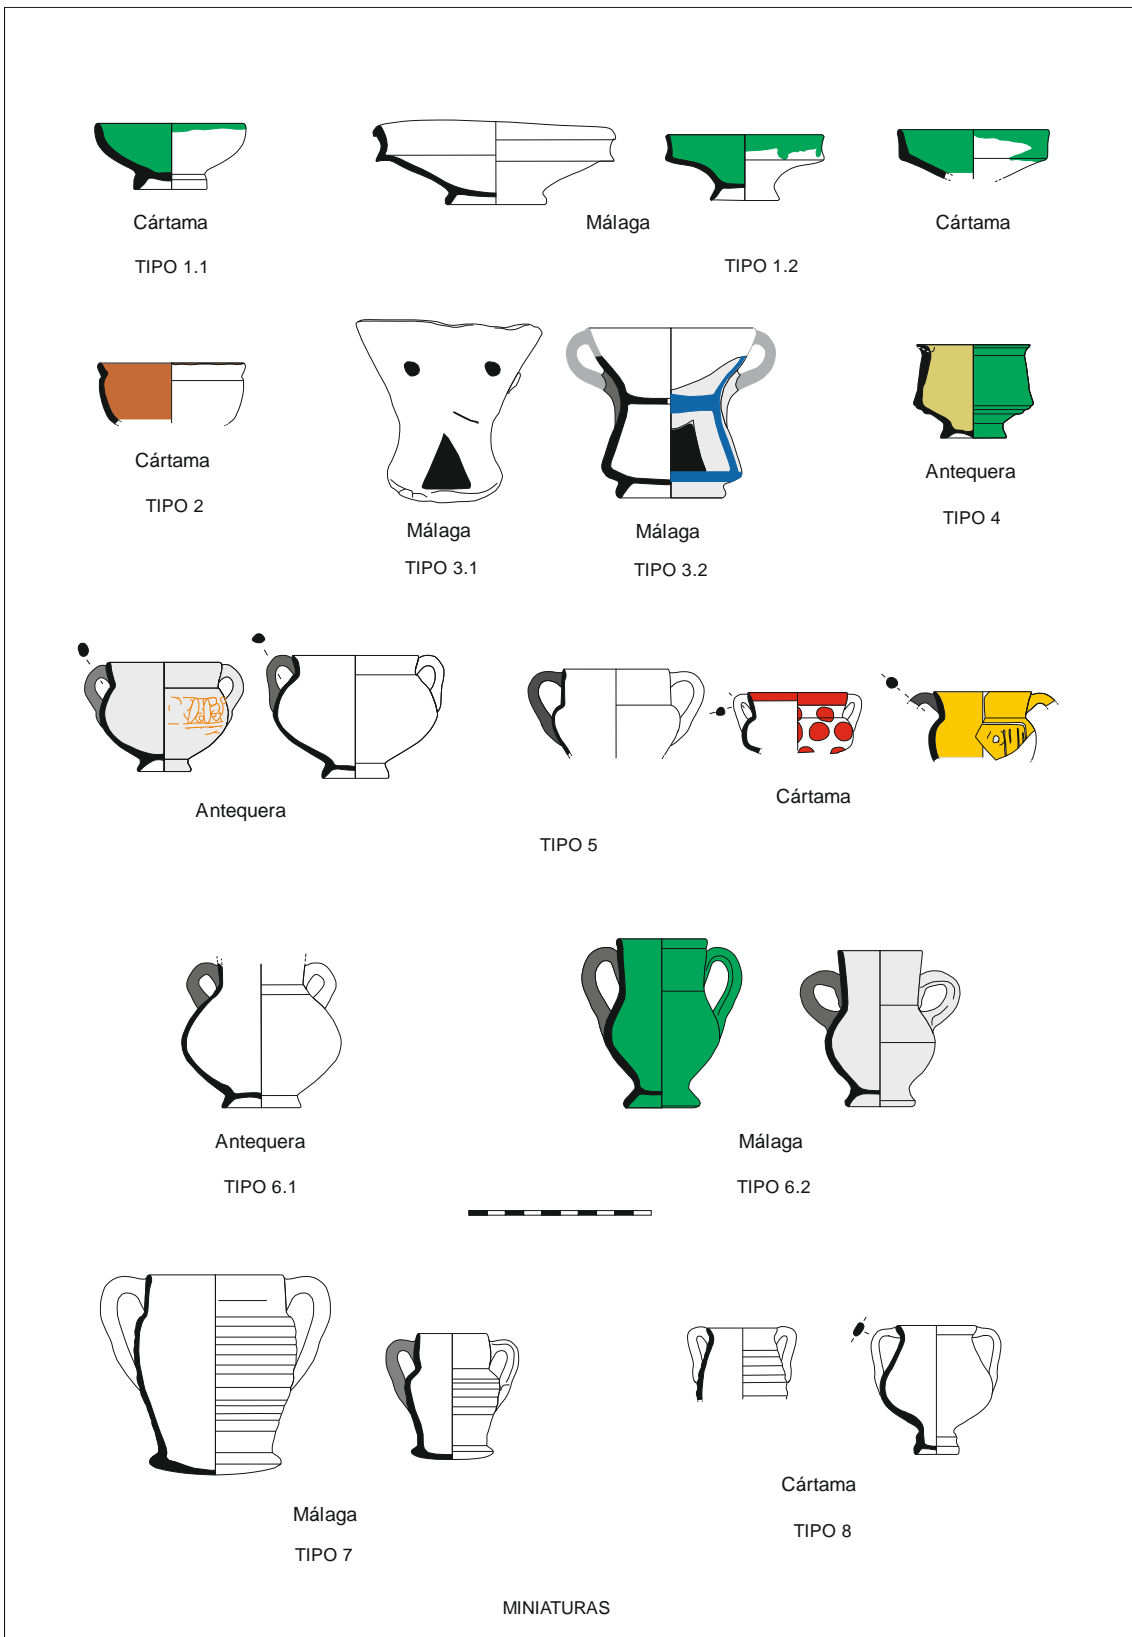 Cártama
Málaga
Cártama
TIPO 1.1
TIPO 1.2
Cártama
TIPO 2
Málaga
TIPO 3.1
Málaga
TIPO 3.2
Antequera
TIPO 4
Antequera
Cártama
TIPO 5
Antequera
TIPO 6.1
Málaga
TIPO 6.2
Málaga
TIPO 7
Cártama
TIPO 8
MINIATURAS